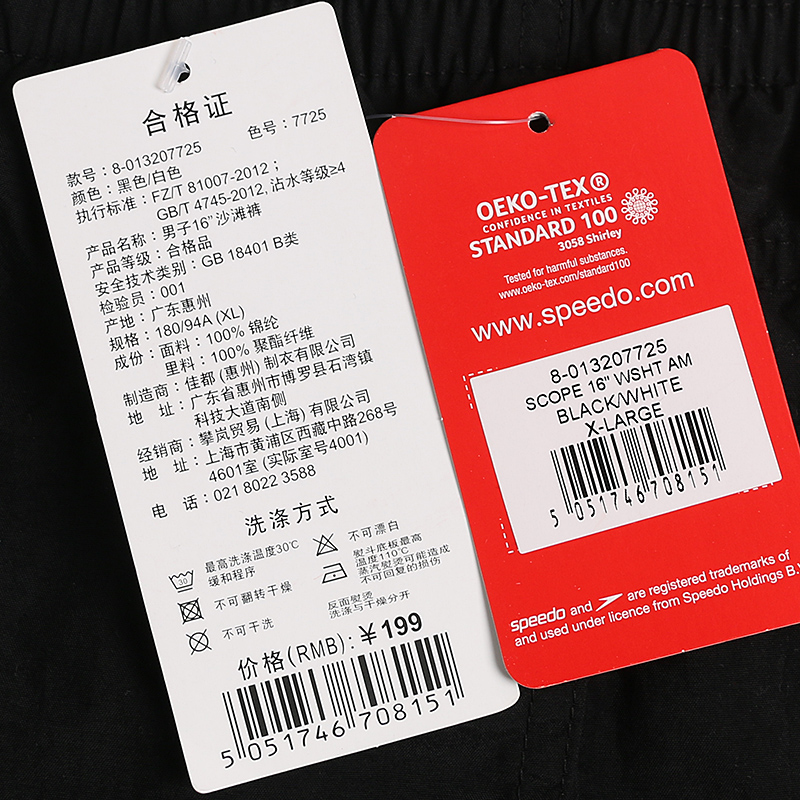 合格证
款号：8-013207725 色号：7725
颜色：黑色/白色
执行标准：FZ/T 81007-2012；
GB/T 4745-2012, 沾水等级≥4
产品名称：男子16"沙滩裤
产品等级：合格品
安全技术类别：GB 18401 B类
检验员：001
产地：广东惠州
规格：180/94A (XL)
成份：面料：100% 锦纶
里料：100% 聚酯纤维
制造商：佳都 (惠州) 制衣有限公司
地 址：广东省惠州市博罗县石湾镇
科技大道南侧
经销商：攀岚贸易 (上海) 有限公司
地 址：上海市黄浦区西藏中路268号
4601室 (实际室号4001)
电 话：021 8022 3588
洗涤方式
30
最高洗涤温度30℃
缓和程序
不可翻转干燥
不可干洗
不可漂白
熨斗底板最高
温度110℃
蒸汽熨烫可能造成
不可回复的损伤
反面熨烫
洗涤与干燥分开
价格(RMB)：￥199
5 051746 708151
OEKO-TEX®
CONFIDENCE IN TEXTILES
STANDARD 100
3058 Shirley
Tested for harmful substances.
www.oeko-tex.com/standard100
www.speedo.com
8-013207725
SCOPE 16" WSHT AM
BLACK/WHITE
X-LARGE
5 051746 708151
speedo and are registered trademarks of
and used under licence from Speedo Holdings B.V